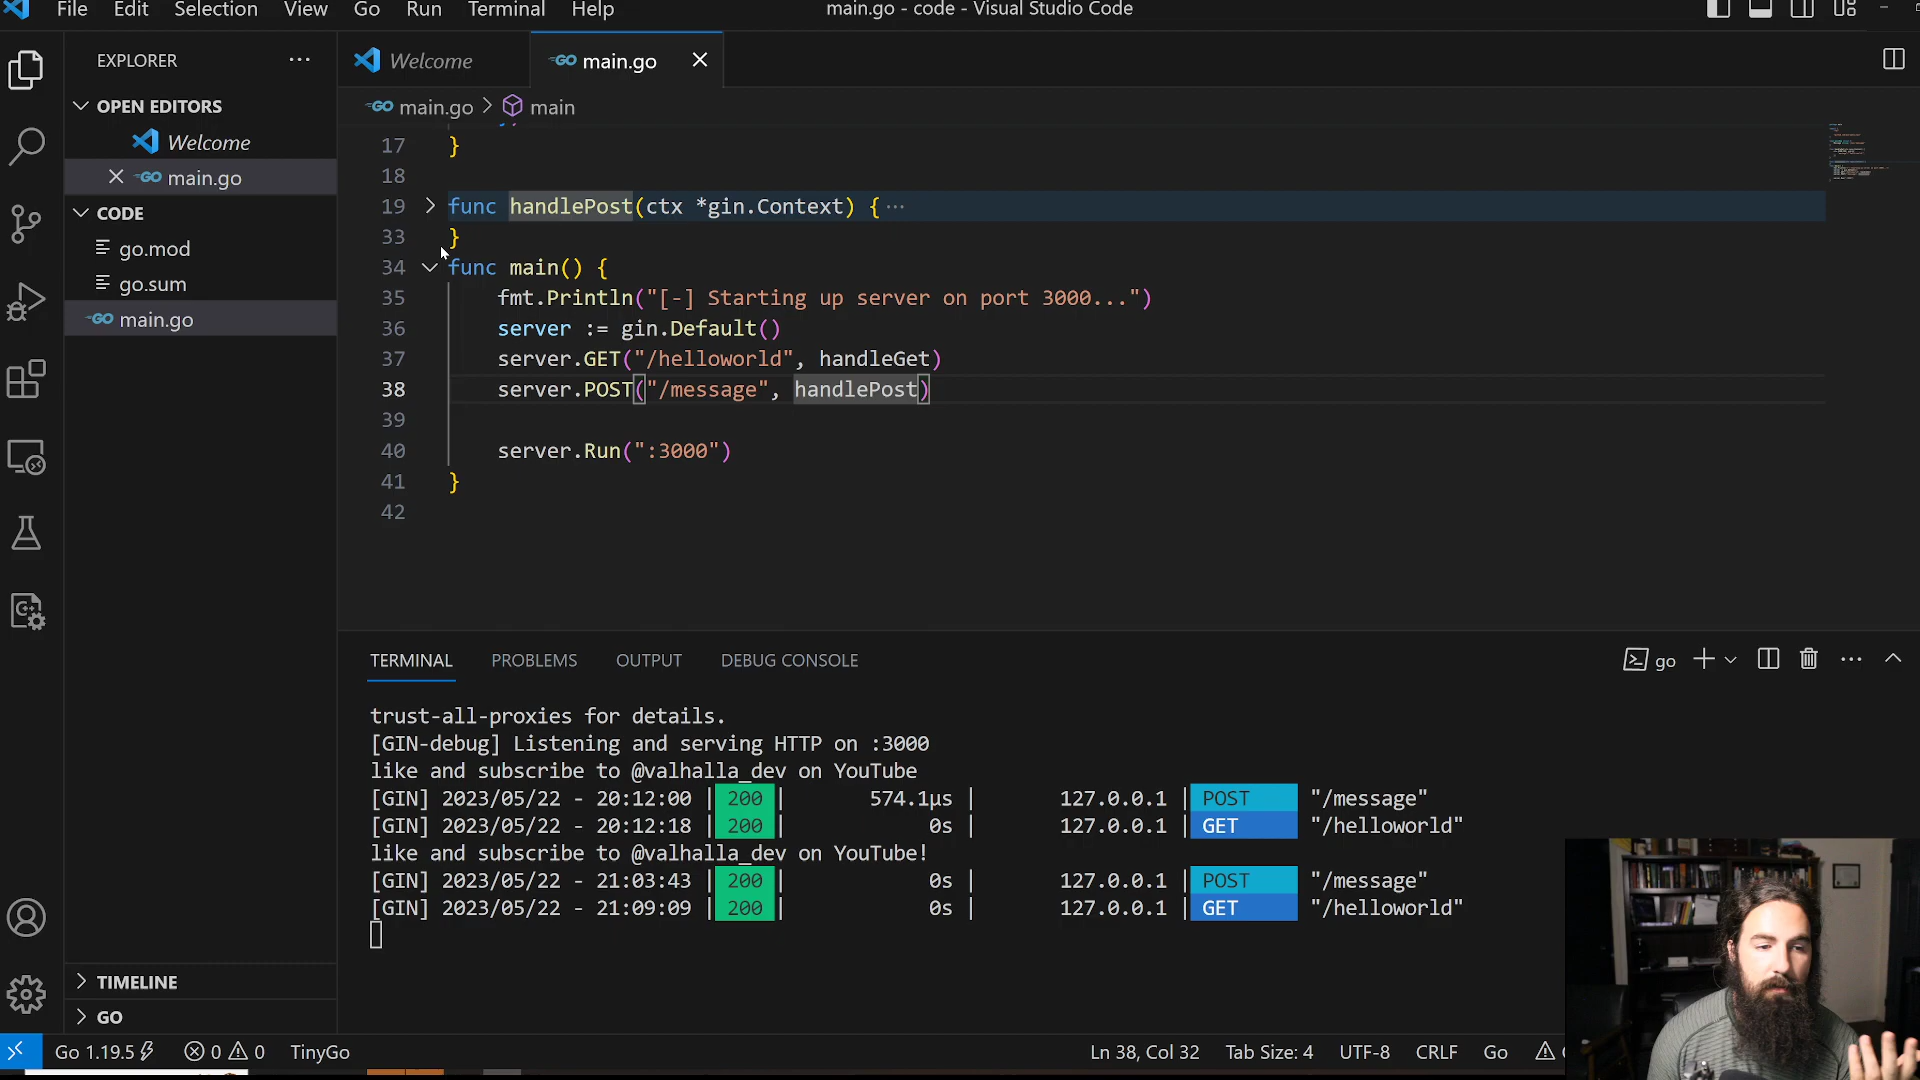 File Edit Selection View Go Run Terminal Help main.go - code - Visual Studio Code
EXPLORER ···
OPEN EDITORS
Welcome
main.go
CODE
go.mod
go.sum
main.go
TIMELINE
GO
Welcome main.go
main.go > main
17 }
18
19 func handlePost(ctx *gin.Context) { ···
33 }
34 func main() {
35 fmt.Println("[-] Starting up server on port 3000...")
36 server := gin.Default()
37 server.GET("/helloworld", handleGet)
38 server.POST("/message", handlePost)
39
40 server.Run(":3000")
41 }
42
TERMINAL PROBLEMS OUTPUT DEBUG CONSOLE go
trust-all-proxies for details.
[GIN-debug] Listening and serving HTTP on :3000
like and subscribe to @valhalla_dev on YouTube
[GIN] 2023/05/22 - 20:12:00 | 200 | 574.1µs | 127.0.0.1 | POST "/message"
[GIN] 2023/05/22 - 20:12:18 | 200 | 0s | 127.0.0.1 | GET "/helloworld"
like and subscribe to @valhalla_dev on YouTube!
[GIN] 2023/05/22 - 21:03:43 | 200 | 0s | 127.0.0.1 | POST "/message"
[GIN] 2023/05/22 - 21:09:09 | 200 | 0s | 127.0.0.1 | GET "/helloworld"
Go 1.19.5 0 0 TinyGo Ln 38, Col 32 Tab Size: 4 UTF-8 CRLF Go